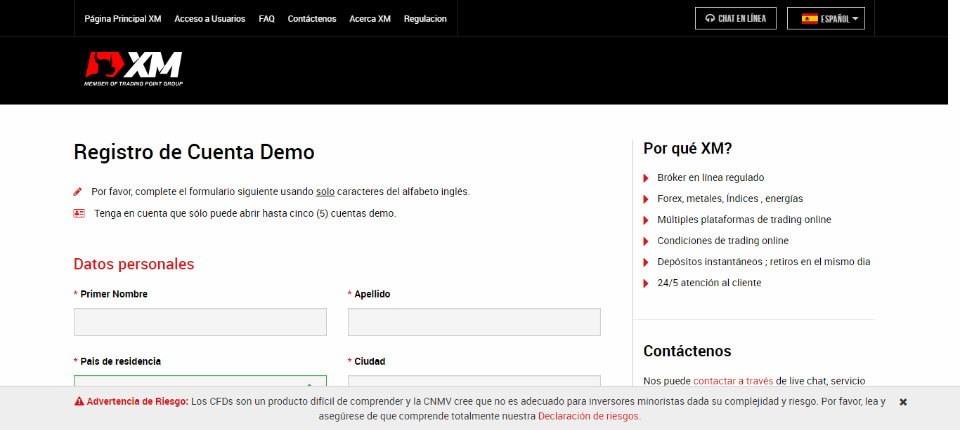 Página Principal XM Acceso a Usuarios FAQ Contáctenos Acerca XM Regulacion
CHAT EN LÍNEA
ESPAÑOL
XM
MEMBER OF TRADING POINT GROUP
Registro de Cuenta Demo
Por favor, complete el formulario siguiente usando solo caracteres del alfabeto inglés.
Tenga en cuenta que sólo puede abrir hasta cinco (5) cuentas demo.
Datos personales
* Primer Nombre
* Apellido
* Pais de residencia
* Ciudad
Por qué XM?
Bróker en línea regulado
Forex, metales, Índices , energías
Múltiples plataformas de trading online
Condiciones de trading online
Depósitos instantáneos ; retiros en el mismo dia
24/5 atención al cliente
Contáctenos
Nos puede contactar a través de live chat, servicio
Advertencia de Riesgo: Los CFDs son un producto difícil de comprender y la CNMV cree que no es adecuado para inversores minoristas dada su complejidad y riesgo. Por favor, lea y
asegúrese de que comprende totalmente nuestra Declaración de riesgos.